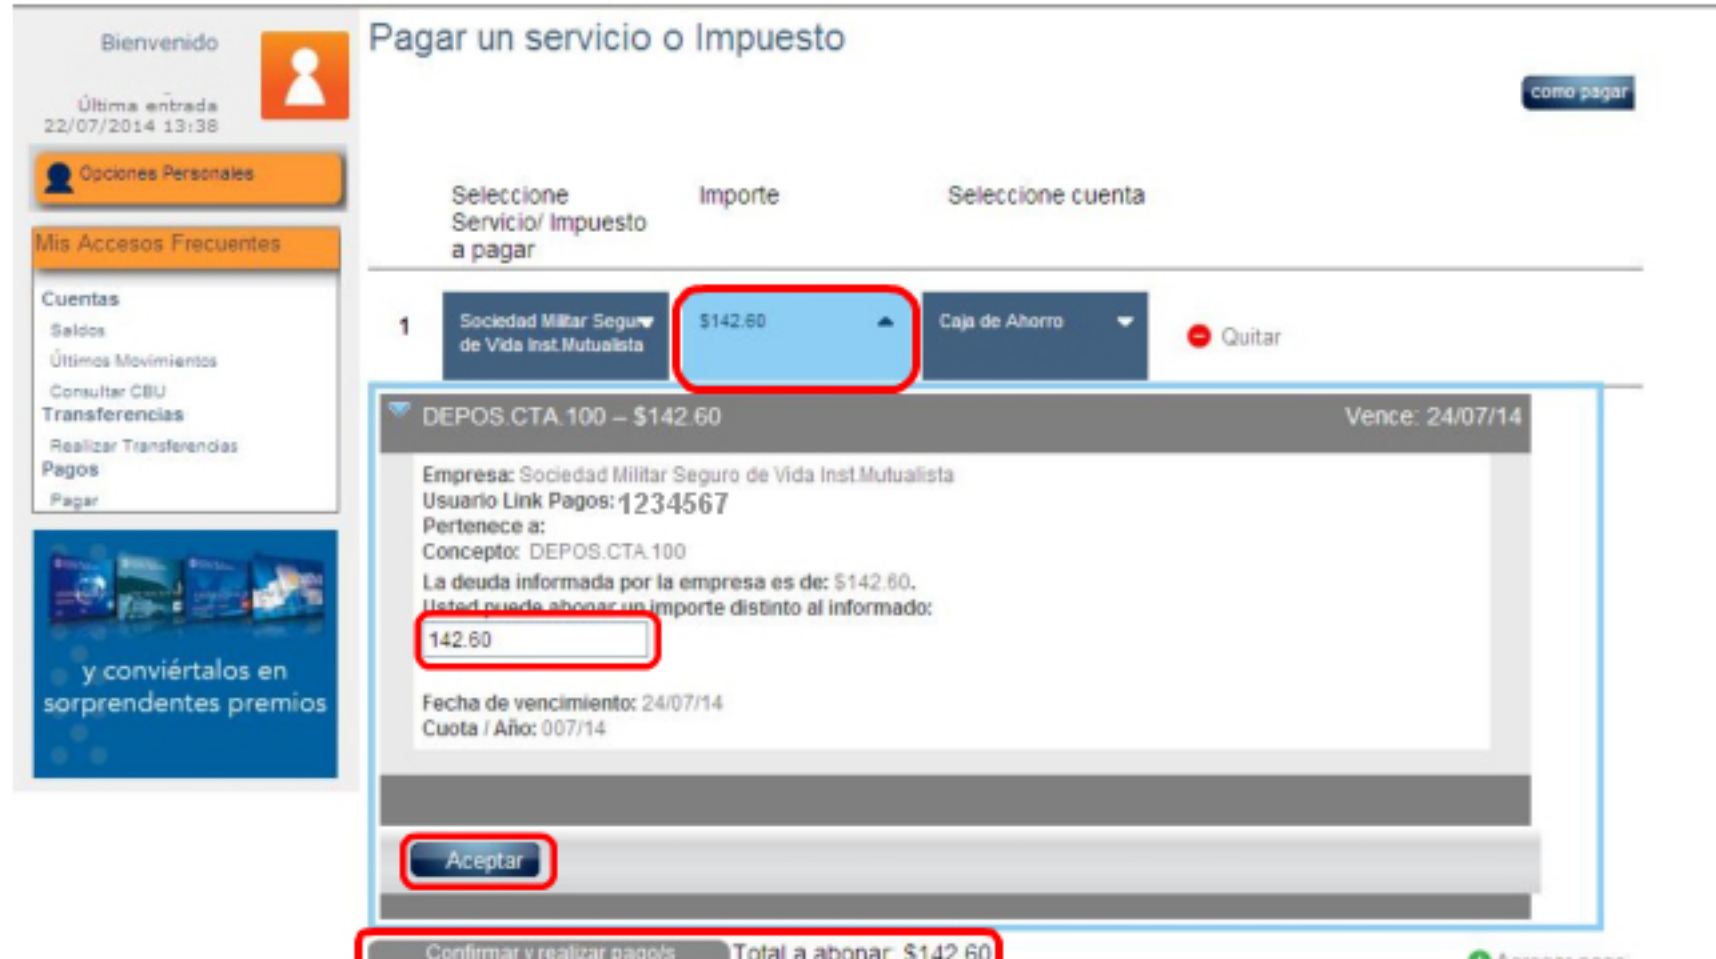 Bienvenido
Última entrada
22/07/2014 13:38
Opciones Personales
Mis Accesos Frecuentes
Cuentas
Saldos
Últimos Movimientos
Consultar CBU
Transferencias
Realizar Transferencias
Pagos
Pagar
y conviértalos en
sorprendentes premios
Pagar un servicio o Impuesto
como pagar
Seleccione
Servicio/ Impuesto
a pagar
Importe
Seleccione cuenta
1
Sociedad Militar Seguro
de Vida Inst.Mutualista
$142.60
Caja de Ahorro
Quitar
DEPOS.CTA.100 – $142.60
Vence: 24/07/14
Empresa: Sociedad Militar Seguro de Vida Inst.Mutualista
Usuario Link Pagos: 1234567
Pertenece a:
Concepto: DEPOS.CTA.100
La deuda informada por la empresa es de: $142.60.
Usted puede abonar un importe distinto al informado:
142.60
Fecha de vencimiento: 24/07/14
Cuota / Año: 007/14
Aceptar
Confirmar y realizar pago/s
Total a abonar: $142.60